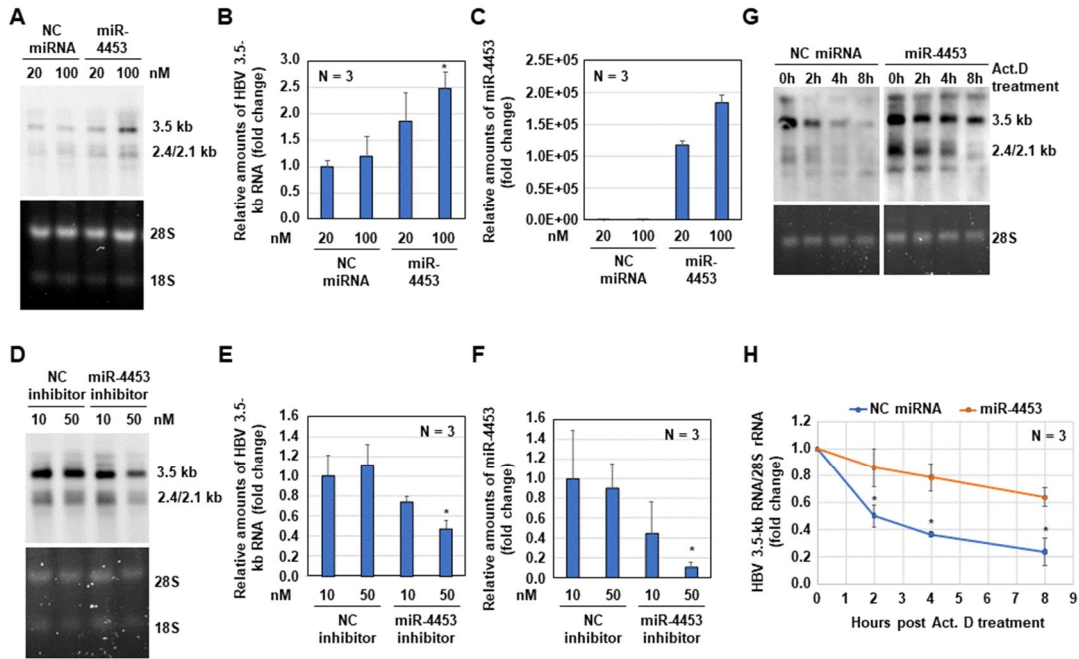 A
NC miRNA
miR-4453
20 100 20 100 nM
3.5 kb
2.4/2.1 kb
28S
18S
B
Relative amounts of HBV 3.5-
kb RNA (fold change)
3.0
2.5
2.0
1.5
1.0
0.5
0.0
N = 3
*
nM
20 100 20 100
NC miRNA
miR-4453
C
Relative amounts of miR-4453
(fold change)
2.5E+05
2.0E+05
1.5E+05
1.0E+05
5.0E+05
0.0E+00
N = 3
nM
20 100 20 100
NC miRNA
miR-4453
G
NC miRNA
miR-4453
0h 2h 4h 8h 0h 2h 4h 8h
Act.D
treatment
3.5 kb
2.4/2.1 kb
28S
D
NC inhibitor
miR-4453 inhibitor
10 50 10 50 nM
3.5 kb
2.4/2.1 kb
28S
18S
E
Relative amounts of HBV 3.5-
kb RNA (fold change)
1.6
1.4
1.2
1.0
0.8
0.6
0.4
0.2
0.0
N = 3
*
nM
10 50 10 50
NC inhibitor
miR-4453 inhibitor
F
Relative amounts of miR-4453
(fold change)
1.6
1.4
1.2
1.0
0.8
0.6
0.4
0.2
0.0
N = 3
*
nM
10 50 10 50
NC inhibitor
miR-4453 inhibitor
H
NC miRNA miR-4453
HBV 3.5-kb RNA/28S rRNA
(fold change)
1.2
1.0
0.8
0.6
0.4
0.2
0.0
N = 3
* * *
0 1 2 3 4 5 6 7 8 9
Hours post Act. D treatment